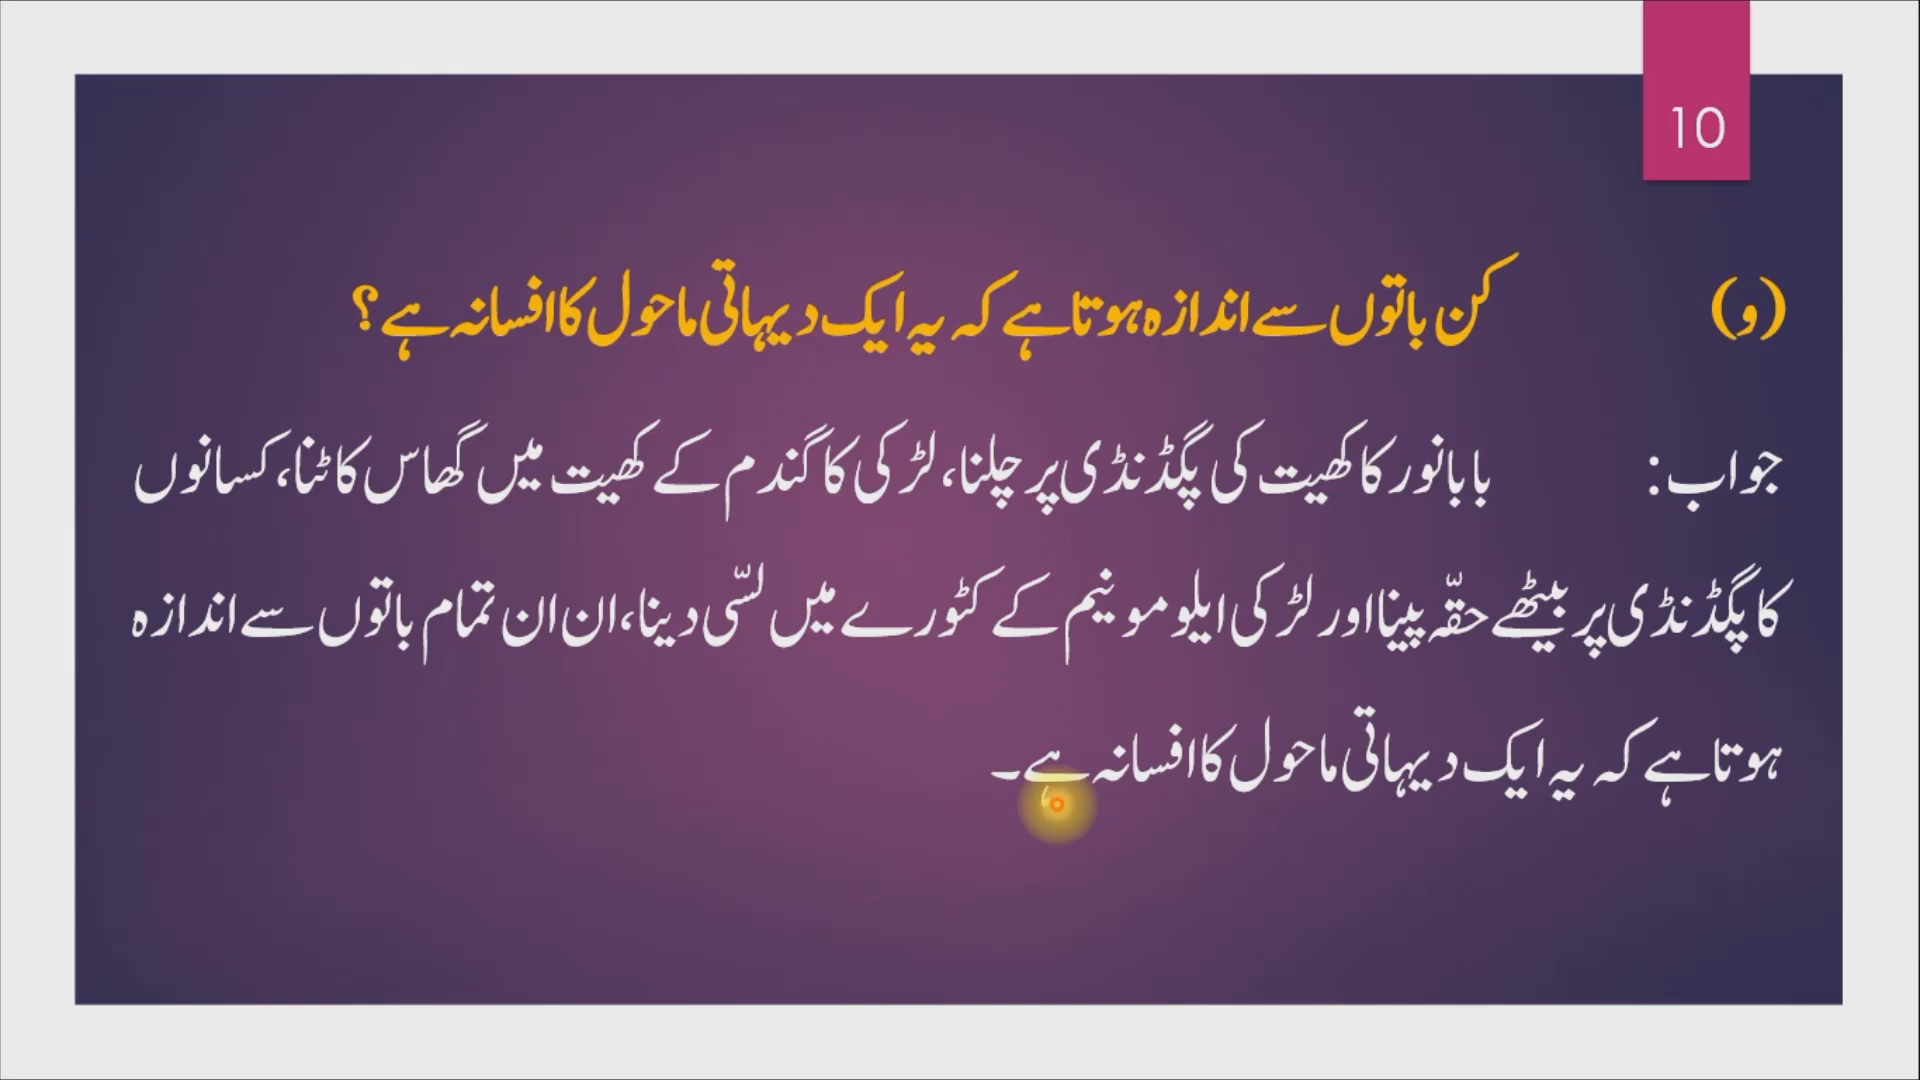 10
(و) کن باتوں سے اندازہ ہوتا ہے کہ یہ ایک دیہاتی ماحول کا افسانہ ہے؟
جواب: بابا نور کا کھیت کی پگڈنڈی پر چلنا، لڑکی کا گندم کے کھیت میں گھاس کاٹنا، کسانوں
کا پگڈنڈی پر بیٹھے حقّہ پینا اور لڑکی ایلومونیم کے کٹورے میں لسّی دینا، ان ان تمام باتوں سے اندازہ
ہوتا ہے کہ یہ ایک دیہاتی ماحول کا افسانہ ہے۔